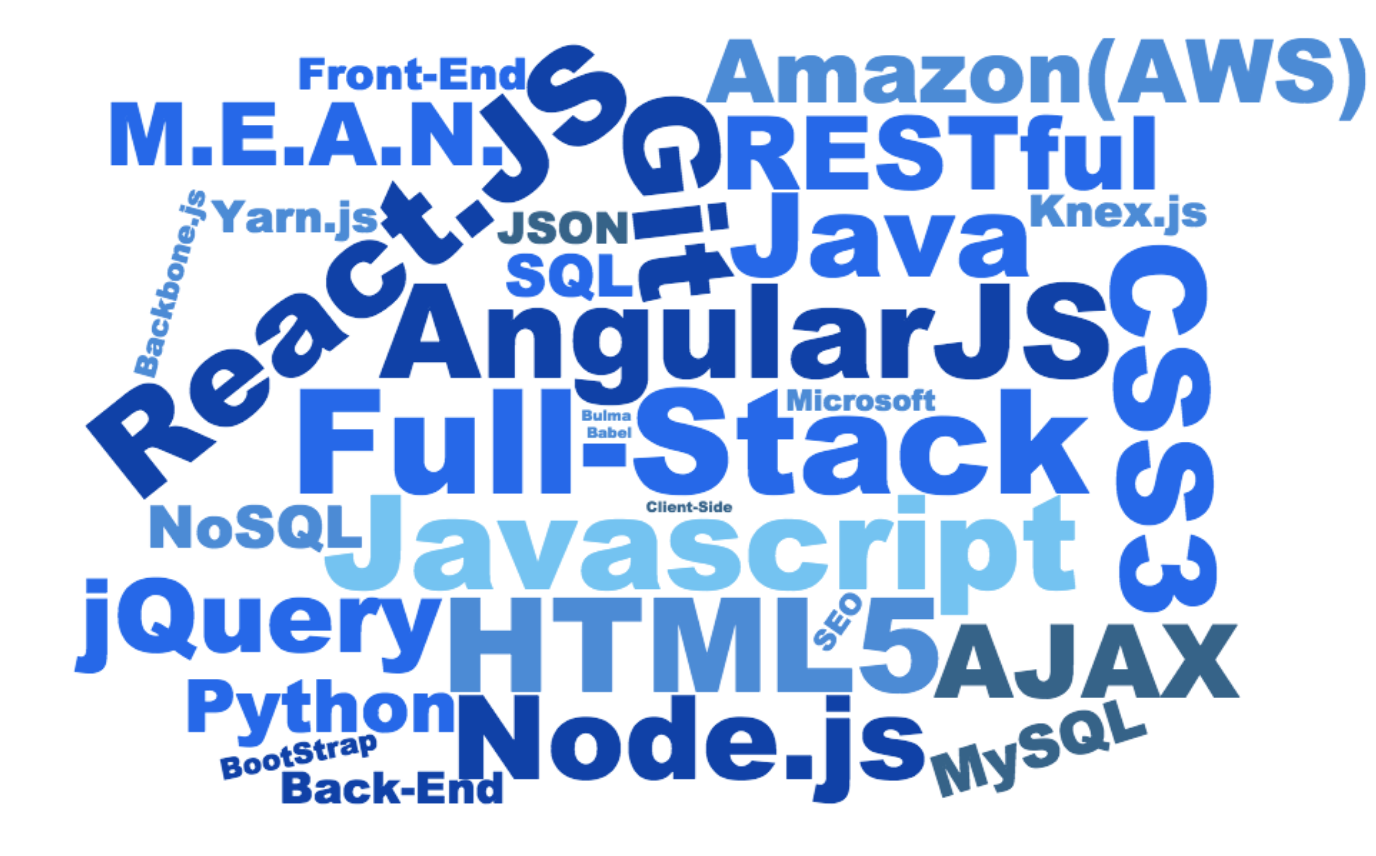 Front-End
Amazon(AWS)
M.E.A.N.
React.JS
Git
RESTful
Backbone.js
Yarn.js
JSON
Java
Knex.js
SQL
AngularJS
CSS3
Full-Stack
Microsoft
Bulma
Babel
NoSQL
Client-Side
Javascript
jQuery
HTML5
SEO
AJAX
Python
Node.js
MySQL
BootStrap
Back-End